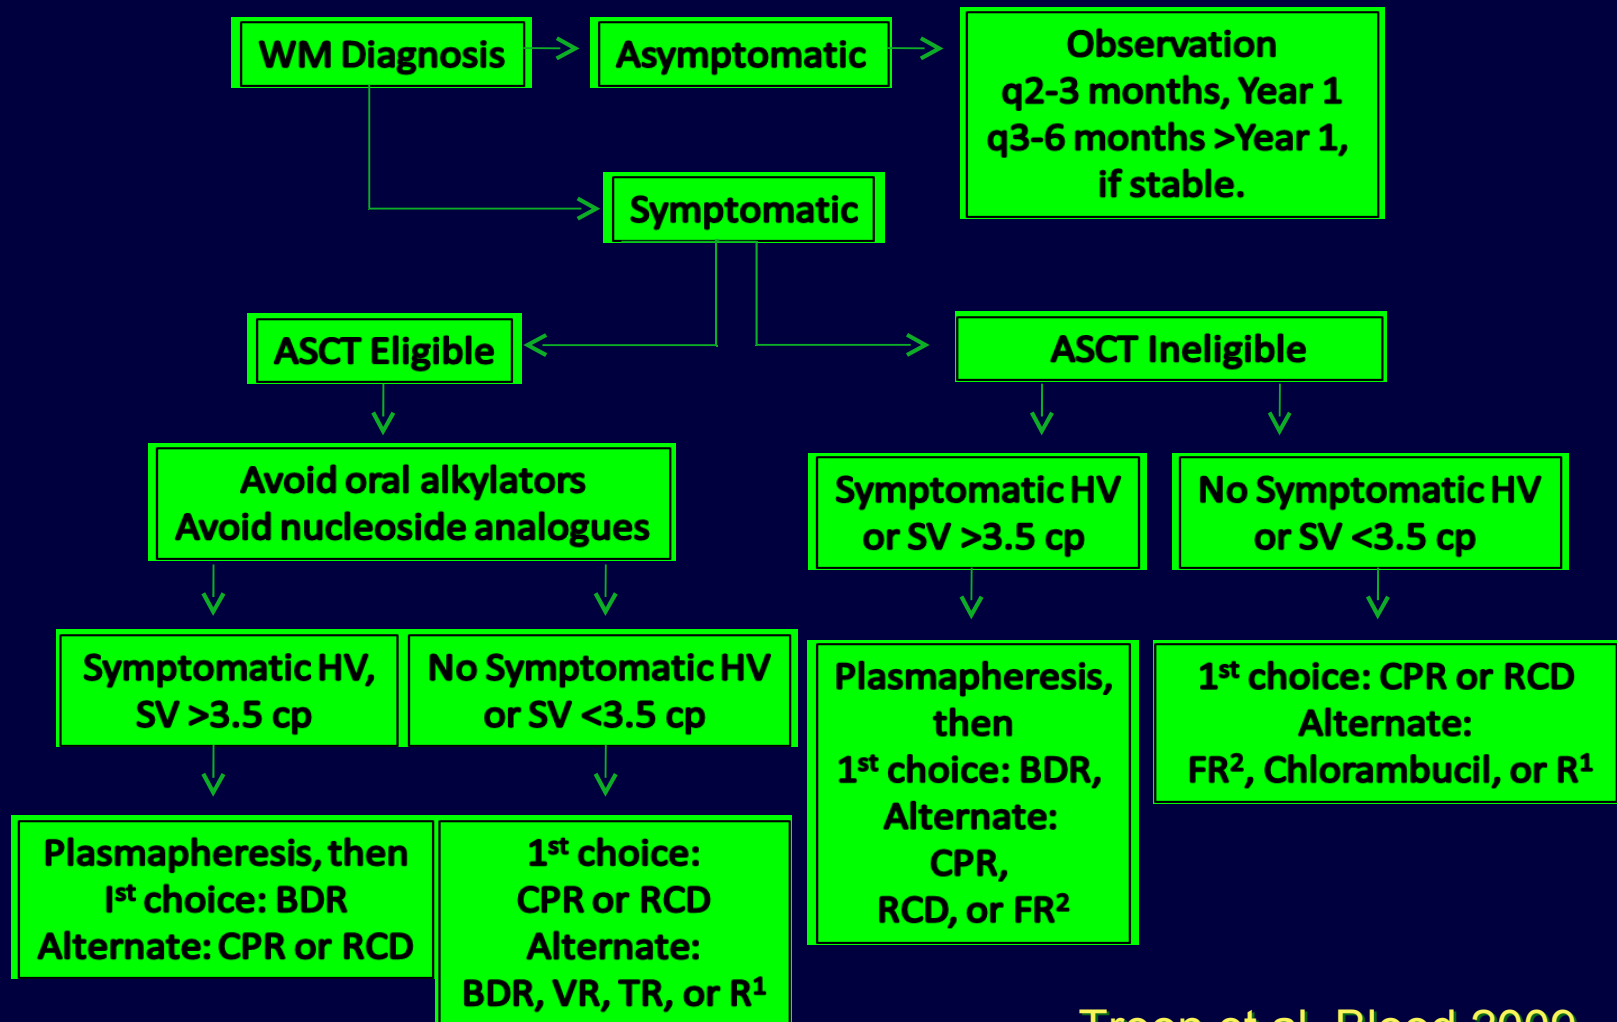 WM Diagnosis
Asymptomatic
Observation
q2-3 months, Year 1
q3-6 months >Year 1,
if stable.
Symptomatic
ASCT Eligible
ASCT Ineligible
Avoid oral alkylators
Avoid nucleoside analogues
Symptomatic HV
or SV >3.5 cp
No Symptomatic HV
or SV <3.5 cp
Symptomatic HV,
SV >3.5 cp
No Symptomatic HV
or SV <3.5 cp
Plasmapheresis,
then
1st choice: BDR,
Alternate:
CPR,
RCD, or FR²
1st choice: CPR or RCD
Alternate:
FR², Chlorambucil, or R¹
Plasmapheresis, then
Ist choice: BDR
Alternate: CPR or RCD
1st choice:
CPR or RCD
Alternate:
BDR, VR, TR, or R¹
Treon et al, Blood 2009